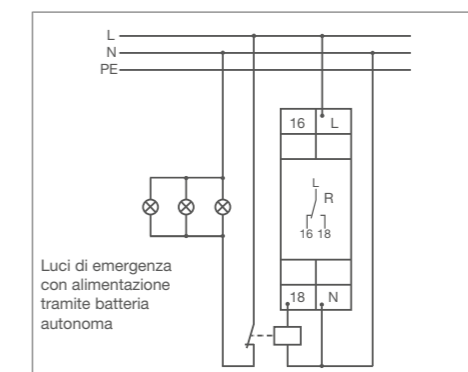 L
N
PE
16 L
L
R
16 18
Luci di emergenza
con alimentazione
tramite batteria
autonoma
18 N